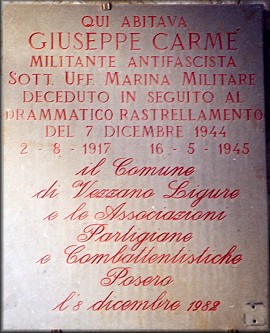 QUI ABITAVA
GIUSEPPE CARMÈ
MILITANTE ANTIFASCISTA
SOTT. UFF. MARINA MILITARE
DECEDUTO IN SEGUITO AL
DRAMMATICO RASTRELLAMENTO
DEL 7 DICEMBRE 1944
2-8-1917 16-5-1945
il Comune
di Vezzano Ligure
e le Associazioni
Partigiane
e Combattentistiche
Posero
l'8 dicembre 1982